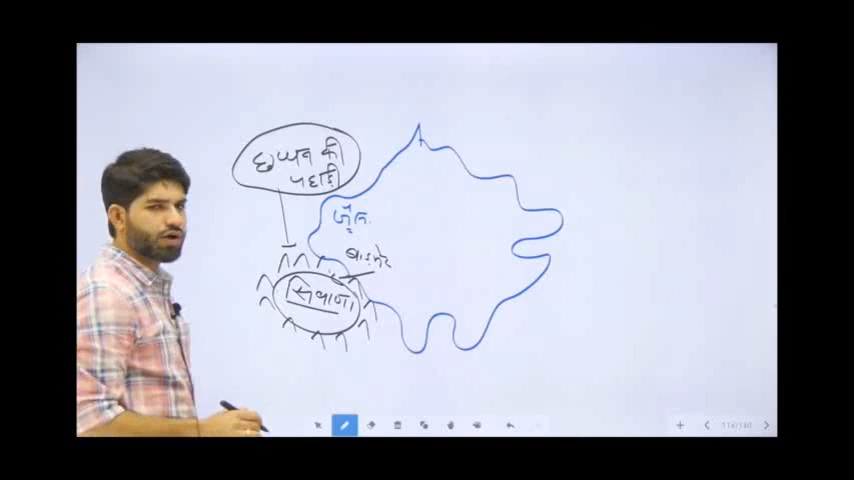 छप्पन की
पहाड़ी
जैस.
बाड़मेर
सिवाना